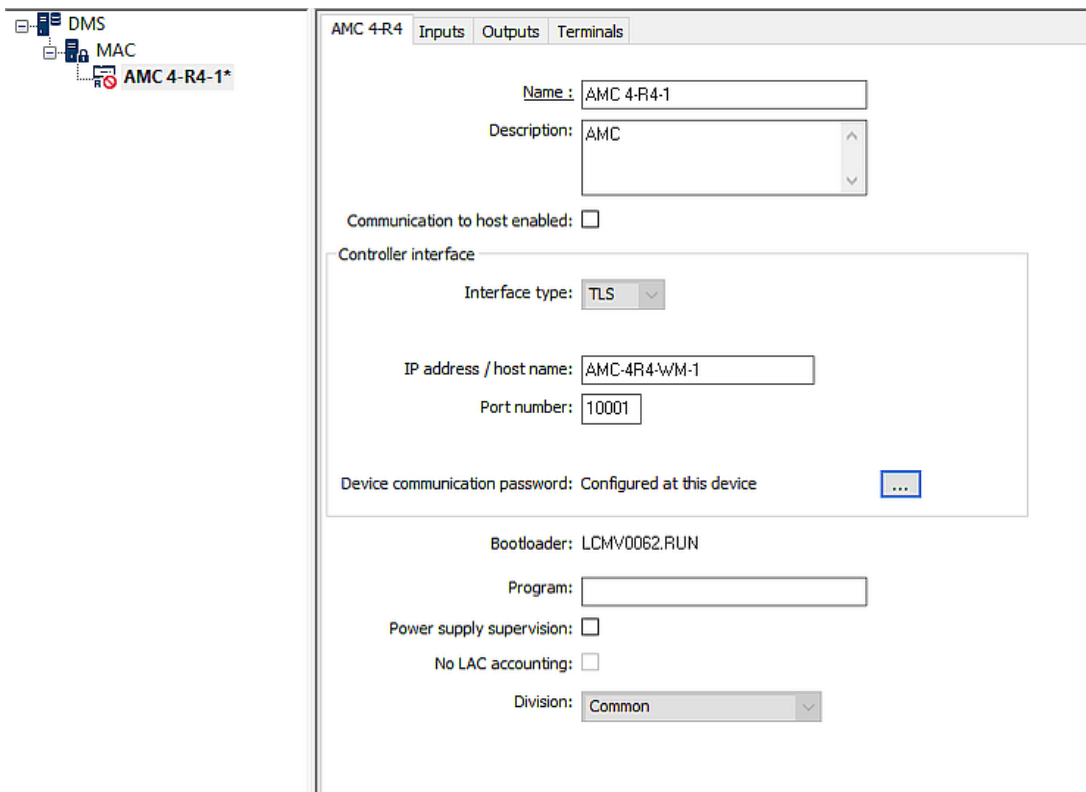 DMS
MAC
AMC 4-R4-1*
AMC 4-R4 Inputs Outputs Terminals
Name : AMC 4-R4-1
Description: AMC
Communication to host enabled:
Controller interface
Interface type: TLS
IP address / host name: AMC-4R4-WM-1
Port number: 10001
Device communication password: Configured at this device ...
Bootloader: LCMV0062.RUN
Program:
Power supply supervision:
No LAC accounting:
Division: Common